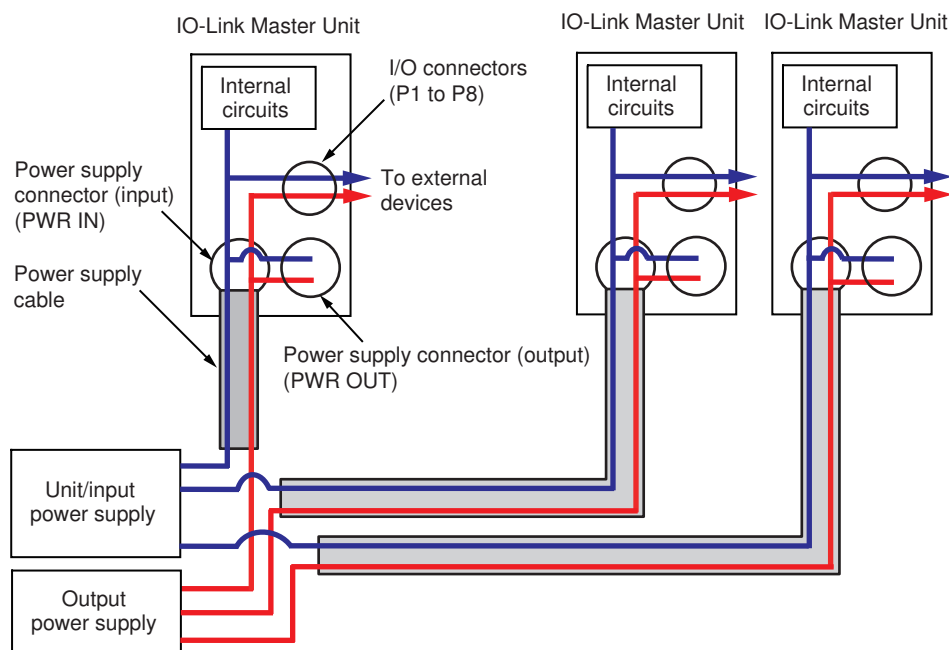 IO-Link Master Unit
IO-Link Master Unit
IO-Link Master Unit
Internal
circuits
I/O connectors
(P1 to P8)
Internal
circuits
Internal
circuits
Power supply
connector (input)
(PWR IN)
To external
devices
Power supply
cable
Power supply connector (output)
(PWR OUT)
Unit/input
power supply
Output
power supply